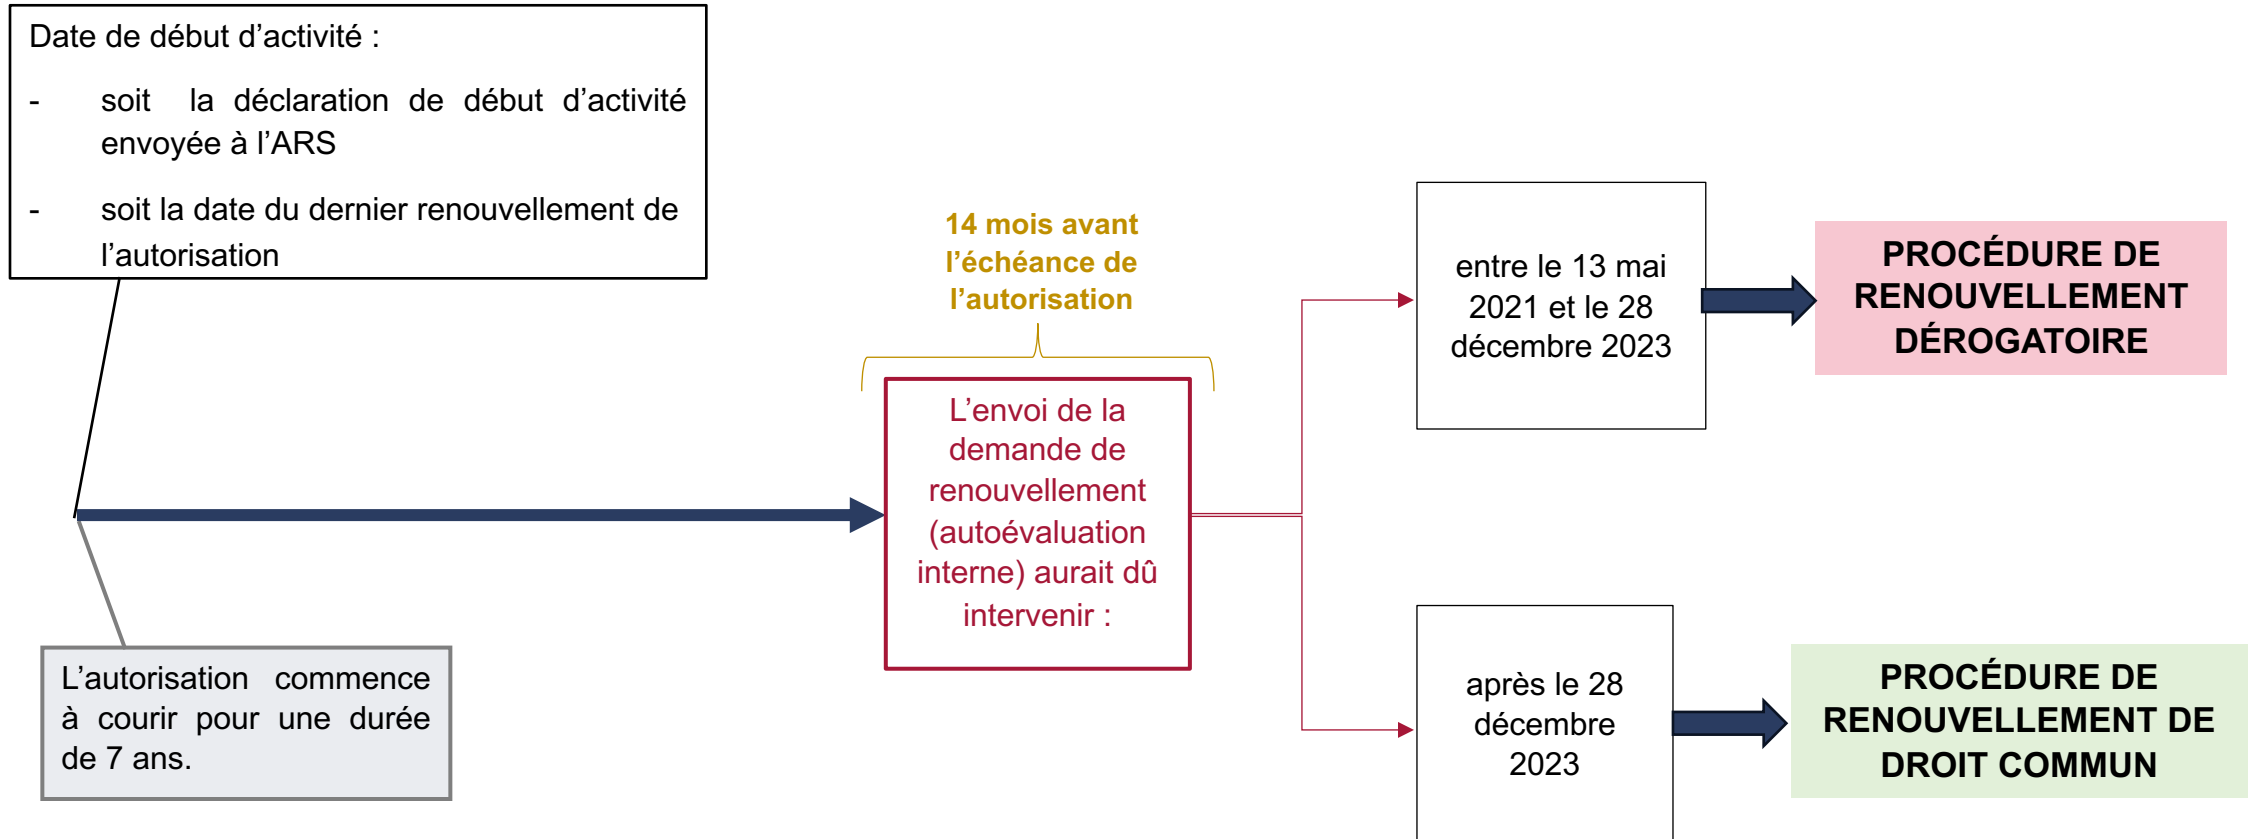 Date de début d’activité :
- soit la déclaration de début d’activité
envoyée à l’ARS
- soit la date du dernier renouvellement de
l’autorisation
L’autorisation commence
à courir pour une durée
de 7 ans.
14 mois avant
l’échéance de
l’autorisation
L’envoi de la
demande de
renouvellement
(autoévaluation
interne) aurait dû
intervenir :
entre le 13 mai
2021 et le 28
décembre 2023
PROCÉDURE DE
RENOUVELLEMENT
DÉROGATOIRE
après le 28
décembre
2023
PROCÉDURE DE
RENOUVELLEMENT DE
DROIT COMMUN